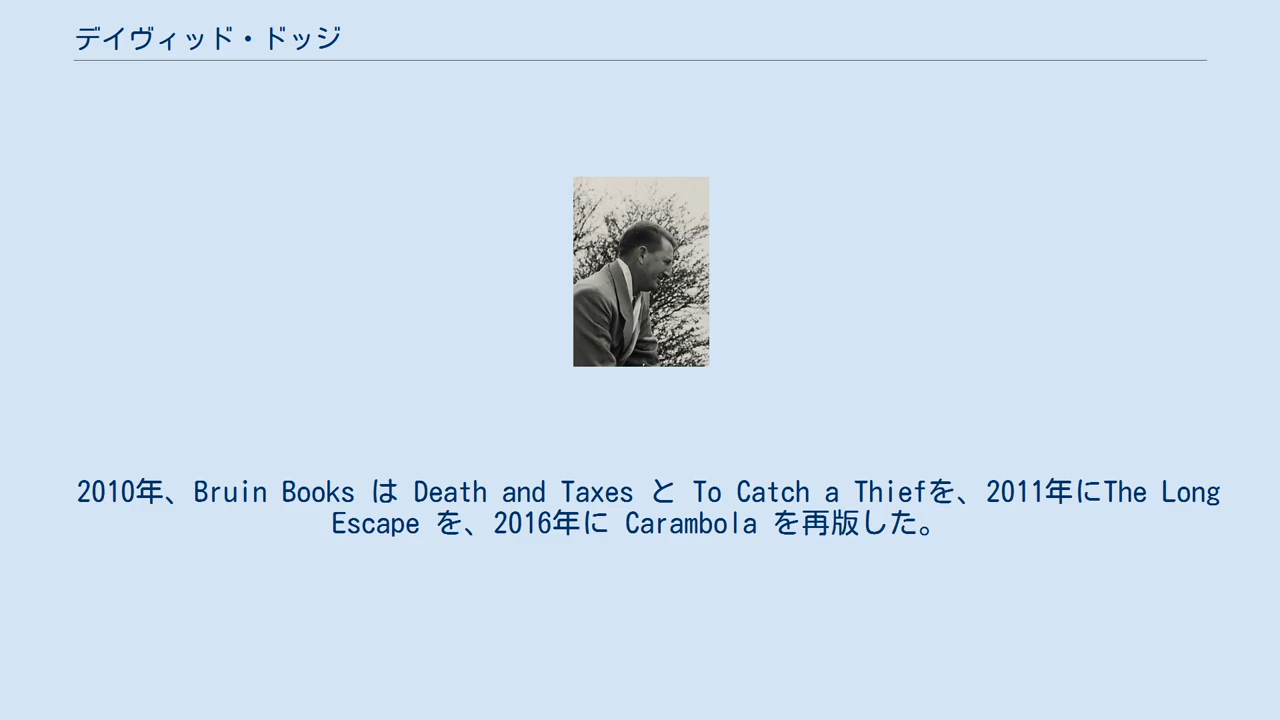 デイヴィッド・ドッジ
2010年、Bruin Books は Death and Taxes と To Catch a Thiefを、2011年にThe Long
Escape を、2016年に Carambola を再版した。